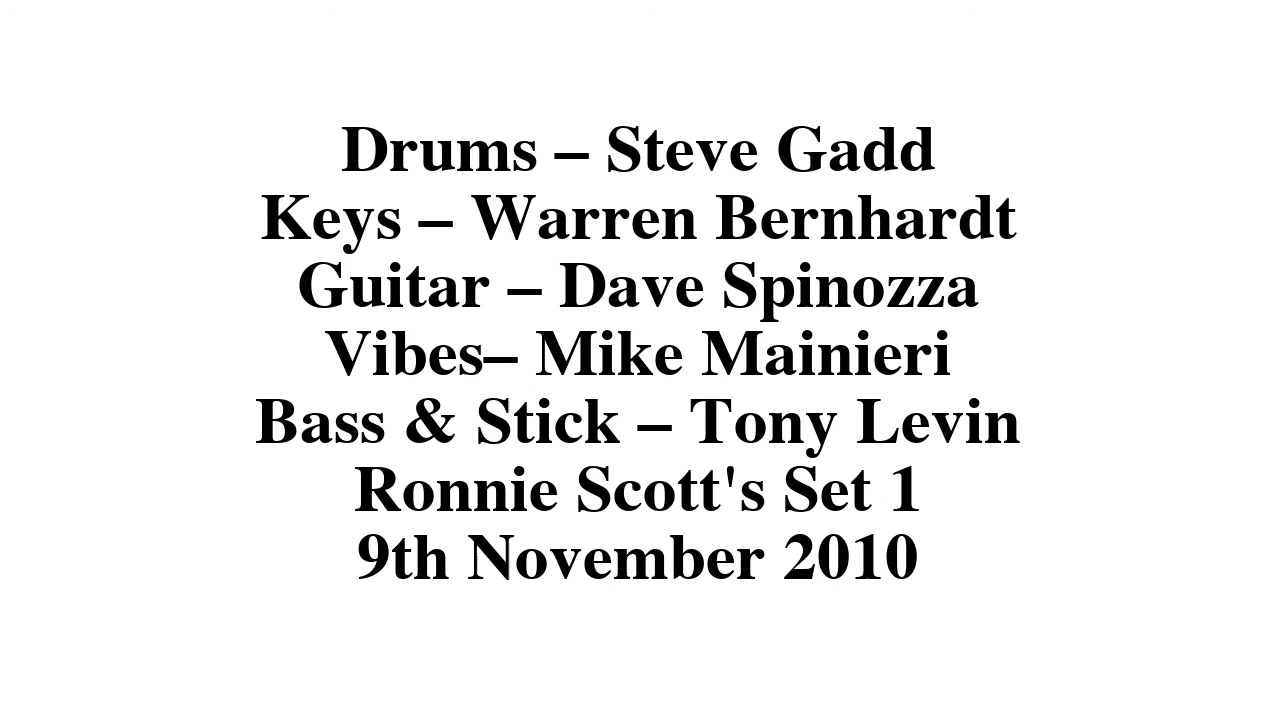 Drums – Steve Gadd
Keys – Warren Bernhardt
Guitar – Dave Spinozza
Vibes– Mike Mainieri
Bass & Stick – Tony Levin
Ronnie Scott's Set 1
9th November 2010